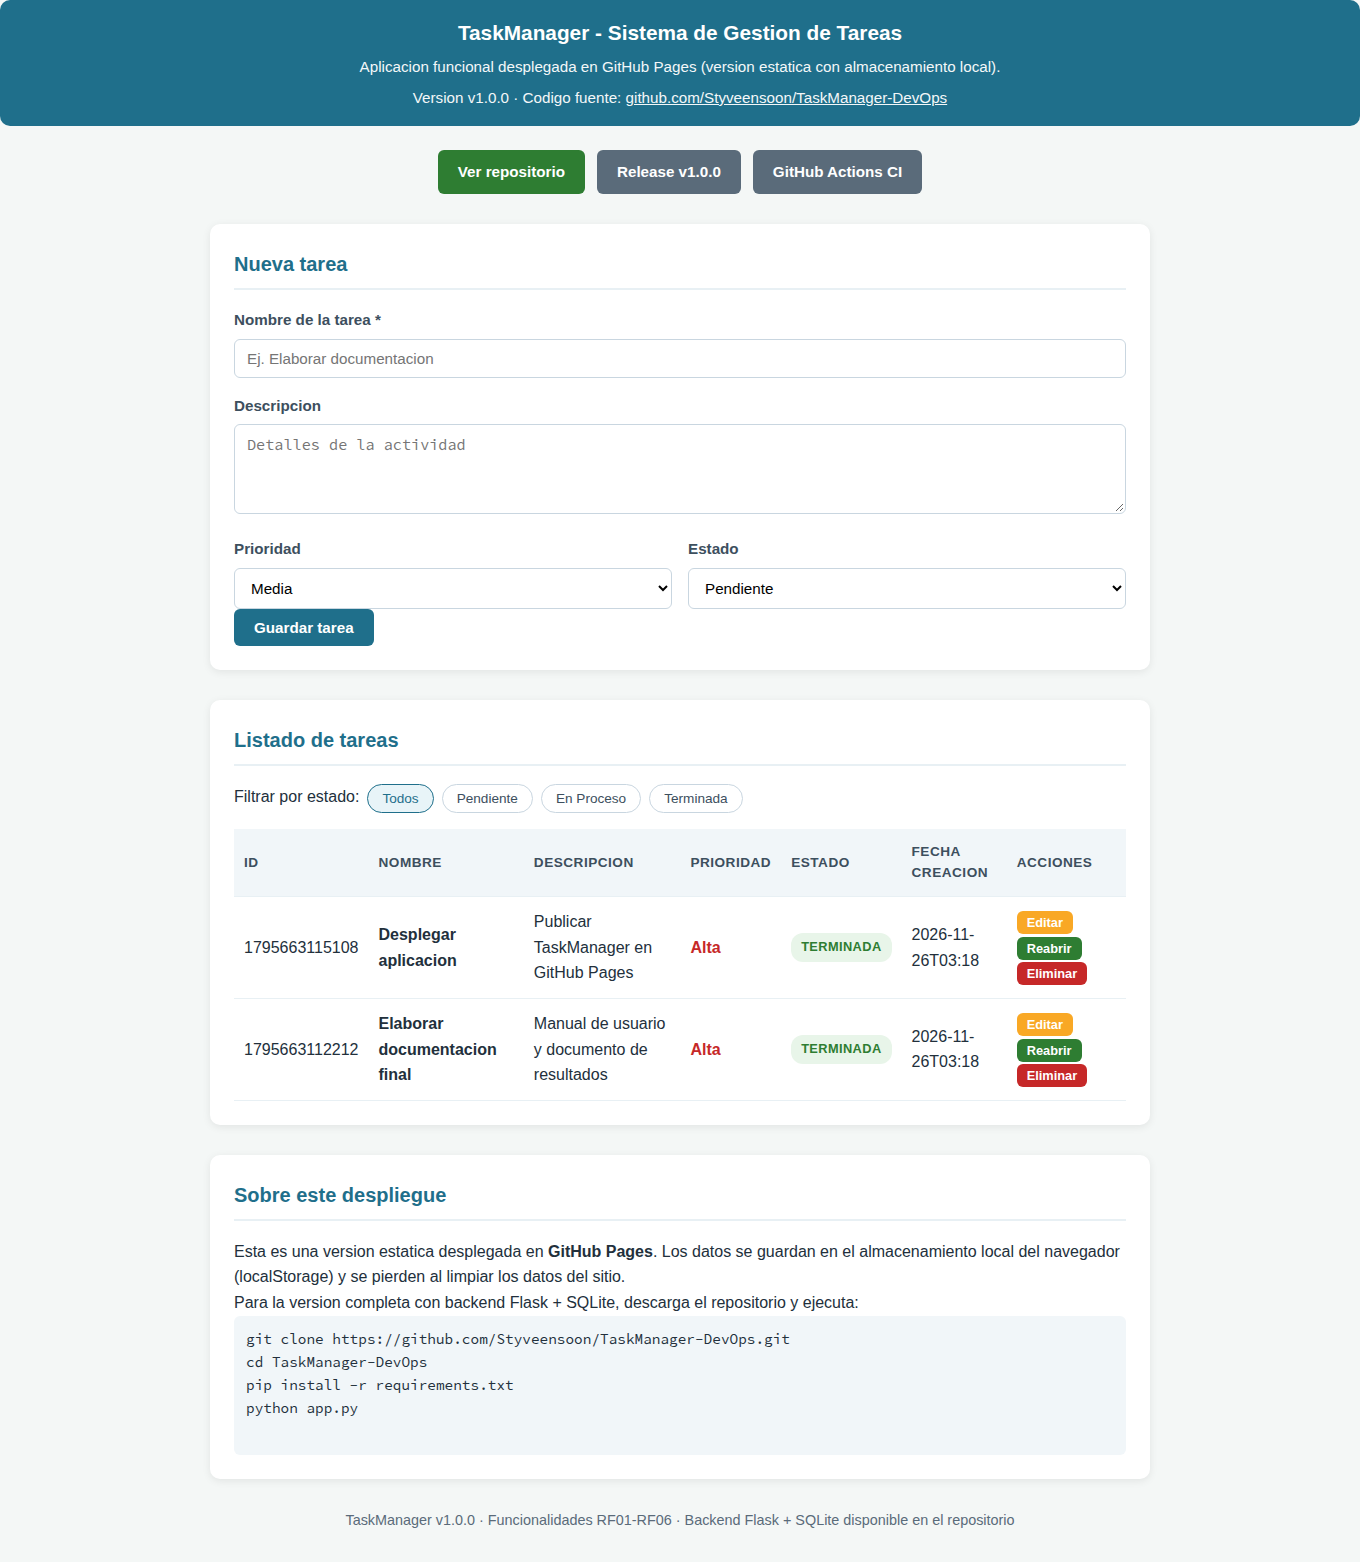 TaskManager - Sistema de Gestion de Tareas
Aplicacion funcional desplegada en GitHub Pages (version estatica con almacenamiento local).
Version v1.0.0 · Codigo fuente: github.com/Styveensoon/TaskManager-DevOps
Ver repositorio
Release v1.0.0
GitHub Actions CI
Nueva tarea
Nombre de la tarea *
Ej. Elaborar documentacion
Descripcion
Detalles de la actividad
Prioridad
Estado
Media
Pendiente
Guardar tarea
Listado de tareas
Filtrar por estado: Todos Pendiente En Proceso Terminada
ID NOMBRE DESCRIPCION PRIORIDAD ESTADO FECHA CREACION ACCIONES
1795663115108
Desplegar
aplicacion
Publicar
TaskManager en
GitHub Pages
Alta
TERMINADA
2026-11-
26T03:18
Editar
Reabrir
Eliminar
1795663112212
Elaborar
documentacion
final
Manual de usuario
y documento de
resultados
Alta
TERMINADA
2026-11-
26T03:18
Editar
Reabrir
Eliminar
Sobre este despliegue
Esta es una version estatica desplegada en GitHub Pages. Los datos se guardan en el almacenamiento local del navegador
(localStorage) y se pierden al limpiar los datos del sitio.
Para la version completa con backend Flask + SQLite, descarga el repositorio y ejecuta:
git clone https://github.com/Styveensoon/TaskManager-DevOps.git
cd TaskManager-DevOps
pip install -r requirements.txt
python app.py
TaskManager v1.0.0 · Funcionalidades RF01-RF06 · Backend Flask + SQLite disponible en el repositorio